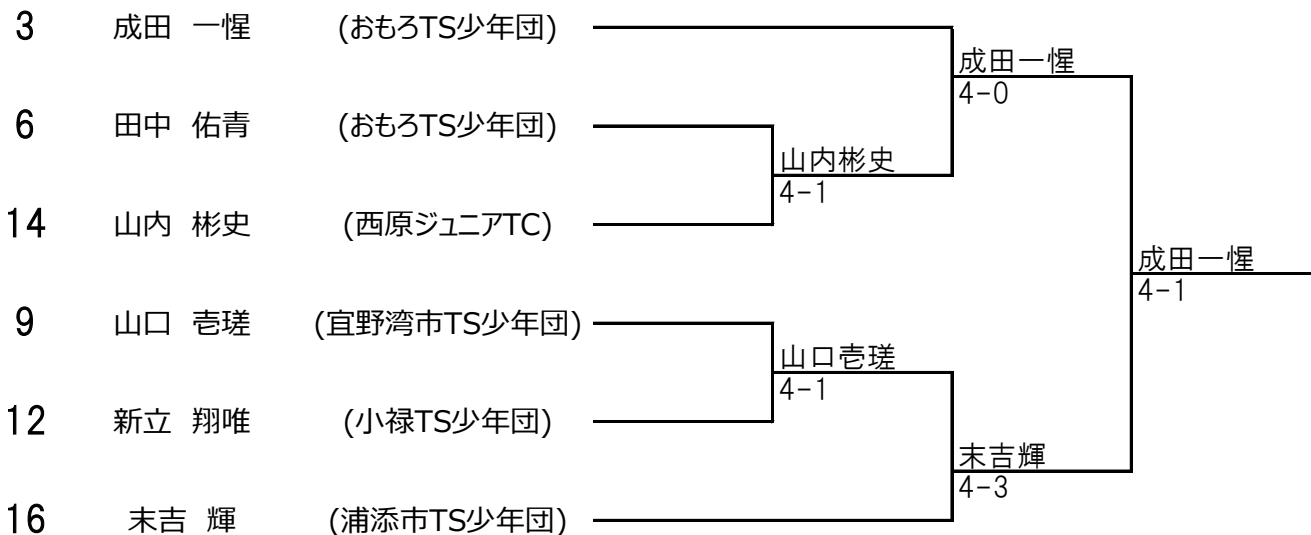 3 成田 一惺 (おもろTS少年団)
成田一惺
4-0
6 田中 佑青 (おもろTS少年団)
山内彬史
4-1
14 山内 彬史 (西原ジュニアTC)
成田一惺
4-1
9 山口 壱瑳 (宜野湾市TS少年団)
山口壱瑳
4-1
12 新立 翔唯 (小禄TS少年団)
末吉輝
4-3
16 末吉 輝 (浦添市TS少年団)